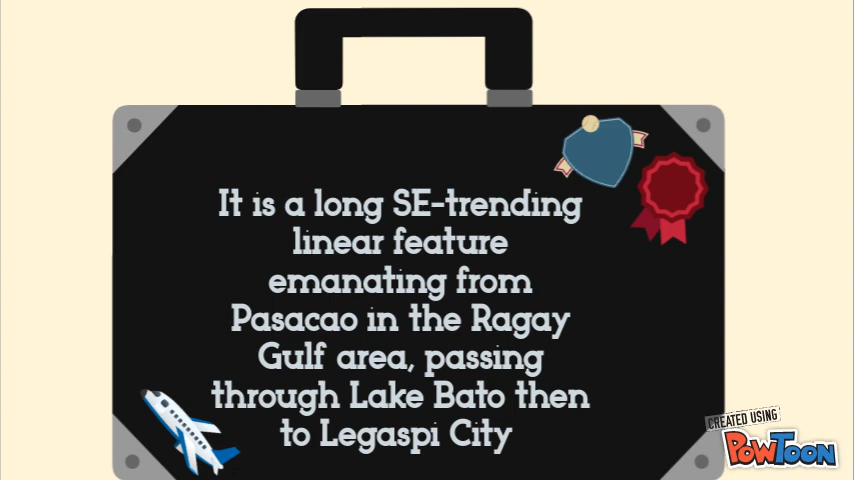 It is a long SE-trending
linear feature
emanating from
Pasacao in the Ragay
Gulf area, passing
through Lake Bato then
to Legaspi City
CREATED USING
POWTOON